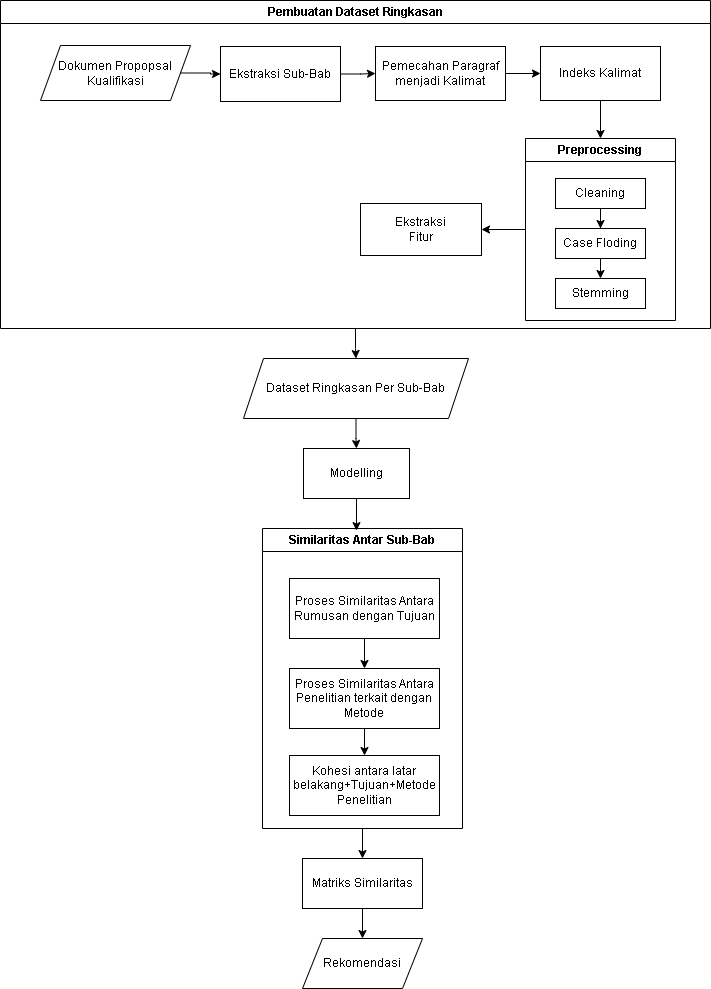 Pembuatan Dataset Ringkasan
Dokumen Propopsal
Kualifikasi
Ekstraksi Sub-Bab
Pemecahan Paragraf
menjadi Kalimat
Indeks Kalimat
Preprocessing
Cleaning
Case Floding
Stemming
Ekstraksi
Fitur
Dataset Ringkasan Per Sub-Bab
Modelling
Similaritas Antar Sub-Bab
Proses Similaritas Antara
Rumusan dengan Tujuan
Proses Similaritas Antara
Penelitian terkait dengan
Metode
Kohesi antara latar
belakang+Tujuan+Metode
Penelitian
Matriks Similaritas
Rekomendasi